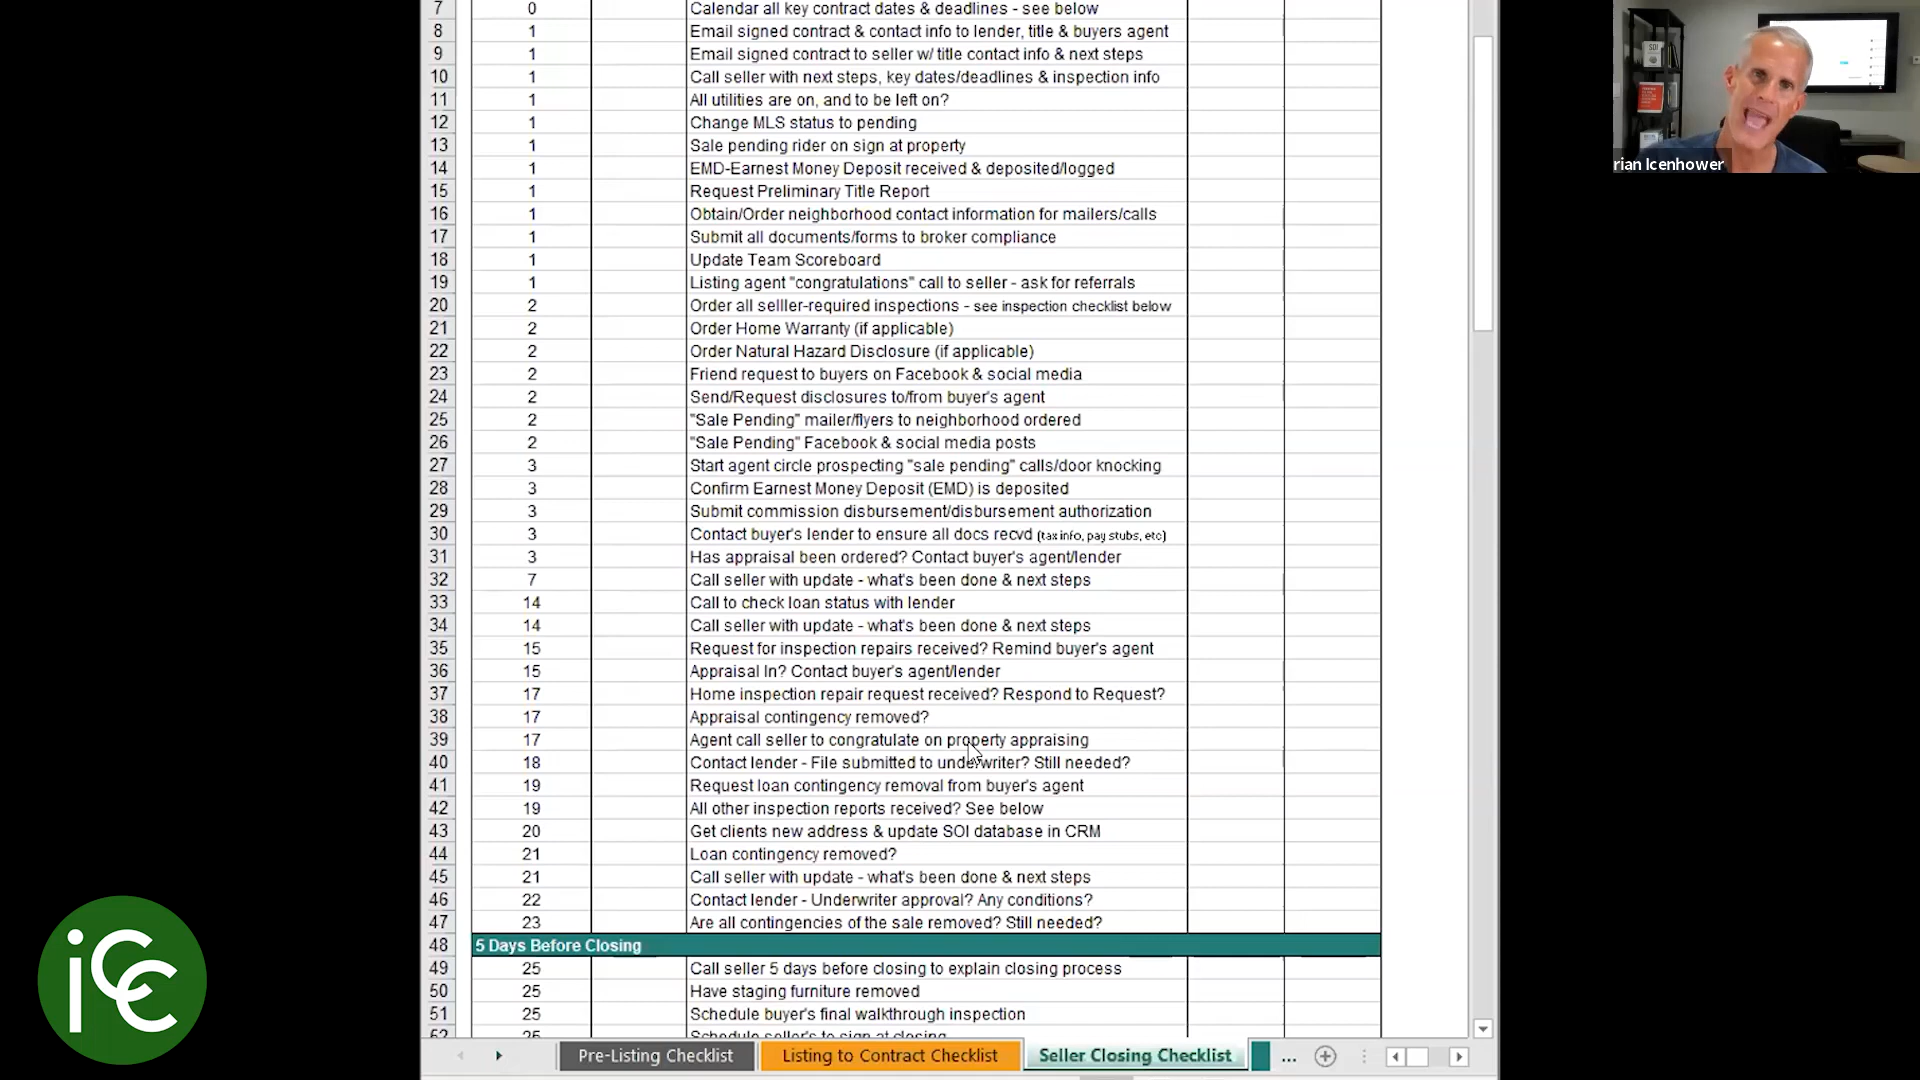 7 0 Calendar all key contract dates & deadlines - see below
8 1 Email signed contract & contact info to lender, title & buyers agent
9 1 Email signed contract to seller w/ title contact info & next steps
10 1 Call seller with next steps, key dates/deadlines & inspection info
11 1 All utilities are on, and to be left on?
12 1 Change MLS status to pending
13 1 Sale pending rider on sign at property
14 1 EMD-Earnest Money Deposit received & deposited/logged
15 1 Request Preliminary Title Report
16 1 Obtain/Order neighborhood contact information for mailers/calls
17 1 Submit all documents/forms to broker compliance
18 1 Update Team Scoreboard
19 1 Listing agent "congratulations" call to seller - ask for referrals
20 2 Order all selller-required inspections - see inspection checklist below
21 2 Order Home Warranty (if applicable)
22 2 Order Natural Hazard Disclosure (if applicable)
23 2 Friend request to buyers on Facebook & social media
24 2 Send/Request disclosures to/from buyer's agent
25 2 "Sale Pending" mailer/flyers to neighborhood ordered
26 2 "Sale Pending" Facebook & social media posts
27 3 Start agent circle prospecting "sale pending" calls/door knocking
28 3 Confirm Earnest Money Deposit (EMD) is deposited
29 3 Submit commission disbursement/disbursement authorization
30 3 Contact buyer's lender to ensure all docs recvd (tax info, pay stubs, etc)
31 3 Has appraisal been ordered? Contact buyer's agent/lender
32 7 Call seller with update - what's been done & next steps
33 14 Call to check loan status with lender
34 14 Call seller with update - what's been done & next steps
35 15 Request for inspection repairs received? Remind buyer's agent
36 15 Appraisal In? Contact buyer's agent/lender
37 17 Home inspection repair request received? Respond to Request?
38 17 Appraisal contingency removed?
39 17 Agent call seller to congratulate on property appraising
40 18 Contact lender - File submitted to underwriter? Still needed?
41 19 Request loan contingency removal from buyer's agent
42 19 All other inspection reports received? See below
43 20 Get clients new address & update SOI database in CRM
44 21 Loan contingency removed?
45 21 Call seller with update - what's been done & next steps
46 22 Contact lender - Underwriter approval? Any conditions?
47 23 Are all contingencies of the sale removed? Still needed?
48 5 Days Before Closing
49 25 Call seller 5 days before closing to explain closing process
50 25 Have staging furniture removed
51 25 Schedule buyer's final walkthrough inspection
52 25 Schedule seller's to sign at closing
Pre-Listing Checklist Listing to Contract Checklist Seller Closing Checklist ...
rian Icenhower
SOI
iCC